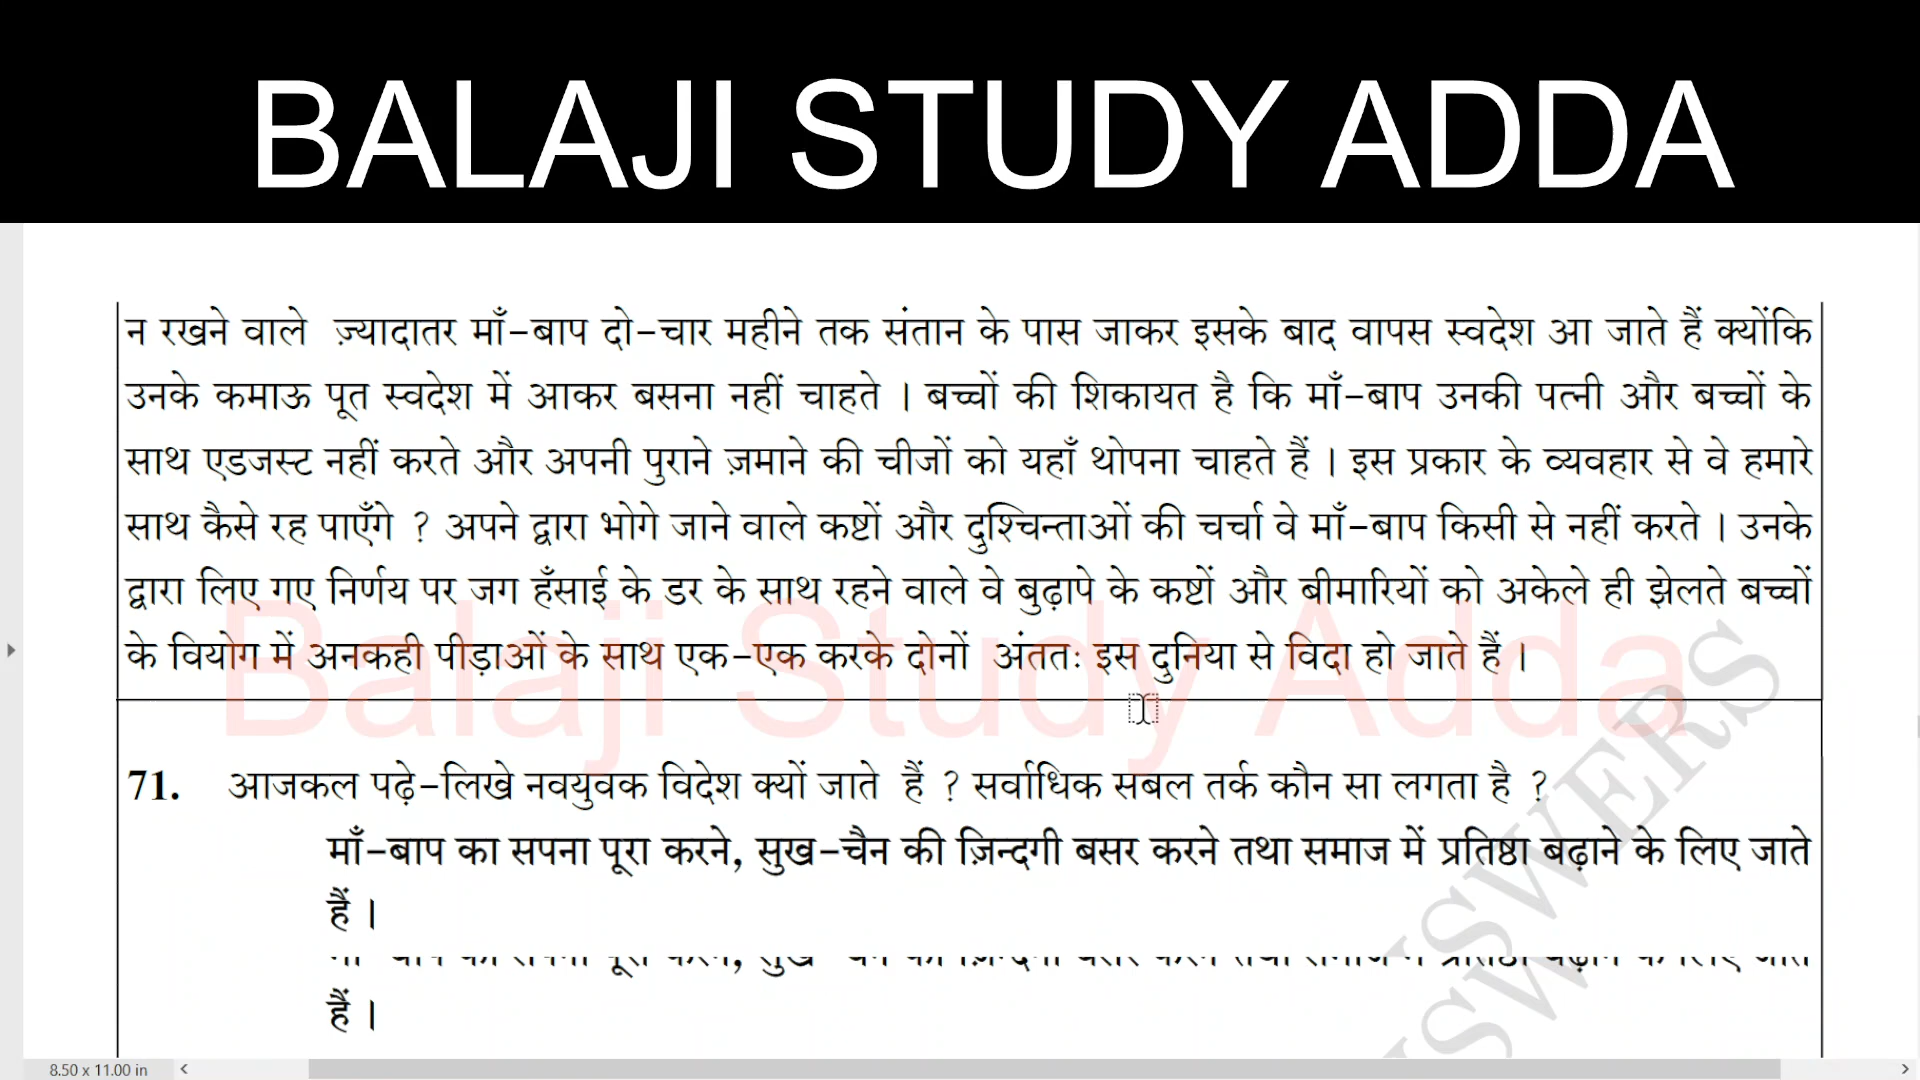 BALAJI STUDY ADDA
न रखने वाले ज़्यादातर माँ-बाप दो-चार महीने तक संतान के पास जाकर इसके बाद वापस स्वदेश आ जाते हैं क्योंकि
उनके कमाऊ पूत स्वदेश में आकर बसना नहीं चाहते । बच्चों की शिकायत है कि माँ-बाप उनकी पत्नी और बच्चों के
साथ एडजस्ट नहीं करते और अपनी पुराने ज़माने की चीजों को यहाँ थोपना चाहते हैं । इस प्रकार के व्यवहार से वे हमारे
साथ कैसे रह पाएँगे ? अपने द्वारा भोगे जाने वाले कष्टों और दुश्चिन्ताओं की चर्चा वे माँ-बाप किसी से नहीं करते । उनके
द्वारा लिए गए निर्णय पर जग हँसाई के डर के साथ रहने वाले वे बुढ़ापे के कष्टों और बीमारियों को अकेले ही झेलते बच्चों
के वियोग में अनकही पीड़ाओं के साथ एक-एक करके दोनों अंततः इस दुनिया से विदा हो जाते हैं ।
Balaji Study Adda
71. आजकल पढ़े-लिखे नवयुवक विदेश क्यों जाते हैं ? सर्वाधिक सबल तर्क कौन सा लगता है ?
माँ-बाप का सपना पूरा करने, सुख-चैन की ज़िन्दगी बसर करने तथा समाज में प्रतिष्ठा बढ़ाने के लिए जाते
हैं ।
हैं ।
8.50 x 11.00 in